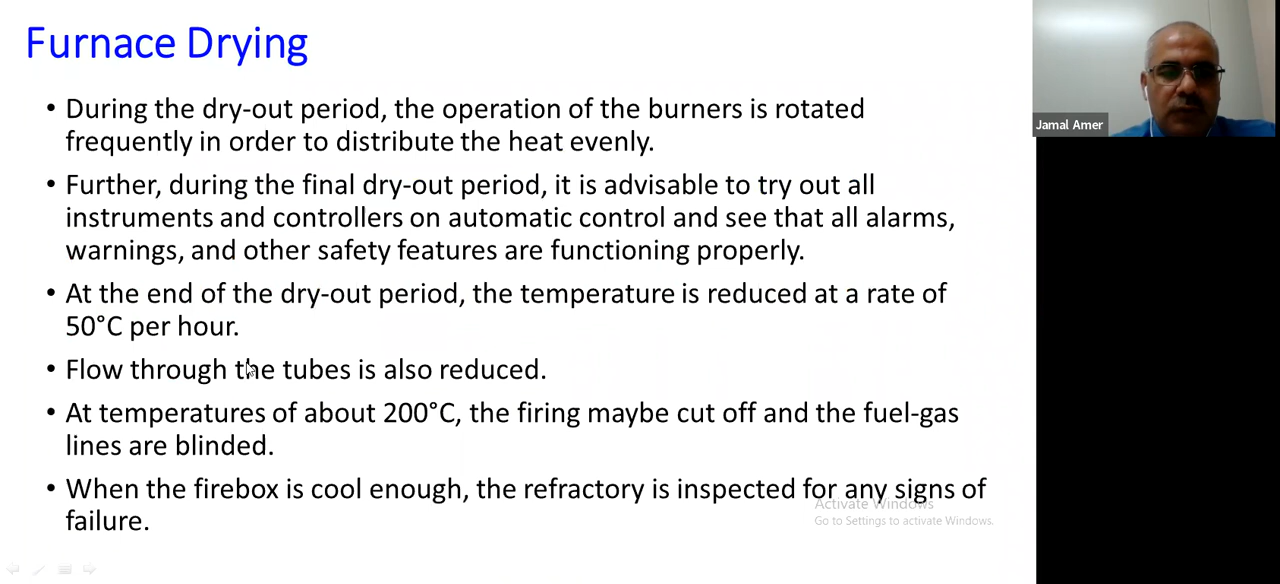 Furnace Drying
• During the dry-out period, the operation of the burners is rotated
frequently in order to distribute the heat evenly.
• Further, during the final dry-out period, it is advisable to try out all
instruments and controllers on automatic control and see that all alarms,
warnings, and other safety features are functioning properly.
• At the end of the dry-out period, the temperature is reduced at a rate of
50°C per hour.
• Flow through the tubes is also reduced.
• At temperatures of about 200°C, the firing maybe cut off and the fuel-gas
lines are blinded.
• When the firebox is cool enough, the refractory is inspected for any signs of
failure.
Activate Windows
Go to Settings to activate Windows.
Jamal Amer